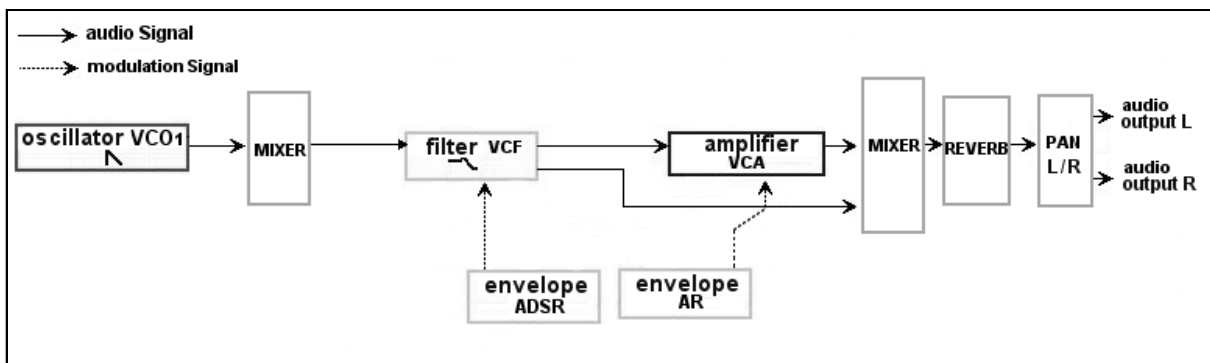 audio Signal
modulation Signal
oscillator VCO1
MIXER
filter VCF
amplifier
VCA
MIXER
REVERB
PAN
L/R
audio
output L
audio
output R
envelope
ADSR
envelope
AR